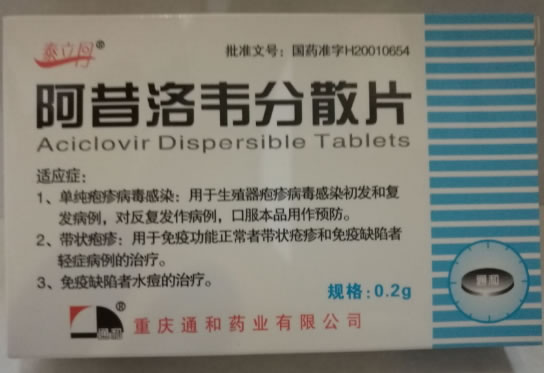 泰立丹®
批准文号：国药准字H20010654
阿昔洛韦分散片
Aciclovir Dispersible Tablets
适应症：
1、单纯疱疹病毒感染：用于生殖器疱疹病毒感染初发和复
发病例，对反复发作病例，口服本品用作预防。
2、带状疱疹：用于免疫功能正常者带状疮疹和免疫缺陷者
轻症病例的治疗。
3、免疫缺陷者水痘的治疗。
规格：0.2g
通和
通和®
重庆通和药业有限公司